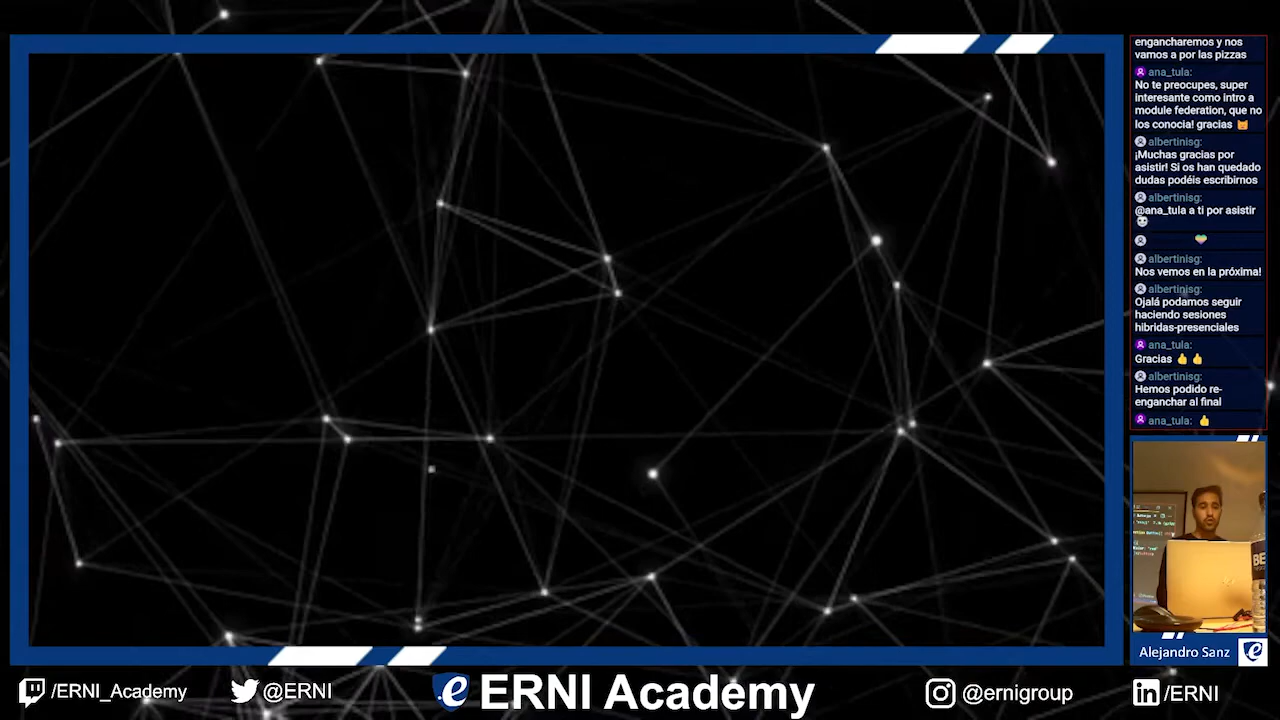 engancharemos y nos
vamos a por las pizzas
ana_tula:
No te preocupes, super
interesante como intro a
module federation, que no
los conocia! gracias
albertinisg:
¡Muchas gracias por
asistir! Si os han quedado
dudas podéis escribirnos
albertinisg:
@ana_tula a ti por asistir
albertinisg:
Nos vemos en la próxima!
albertinisg:
Ojalá podamos seguir
haciendo sesiones
hibridas-presenciales
ana_tula:
Gracias 👍 👍
albertinisg:
Hemos podido re-
enganchar al final
ana_tula: 👍
Alejandro Sanz
/ERNI_Academy
@ERNI
ERNI Academy
@ernigroup
/ERNI